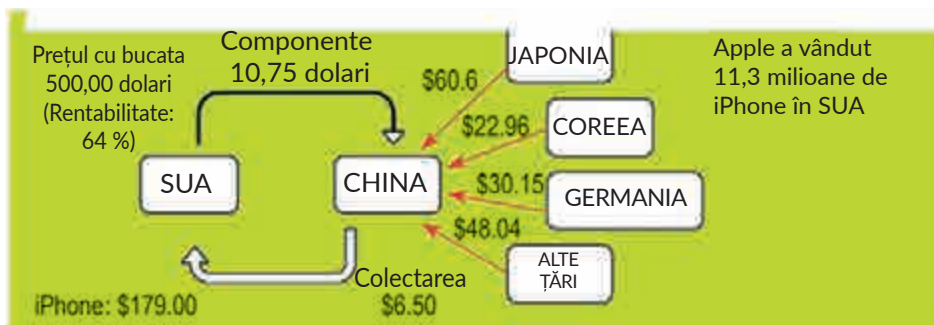 Prețul cu bucata
500,00 dolari
(Rentabilitate:
64 %)
Componente
10,75 dolari
JAPONIA
Apple a vândut
11,3 milioane de
iPhone în SUA
$60.6
$22.96
COREEA
SUA
CHINA
$30.15
GERMANIA
$48.04
ALTE
ȚĂRI
Colectarea
$6.50
iPhone: $179.00